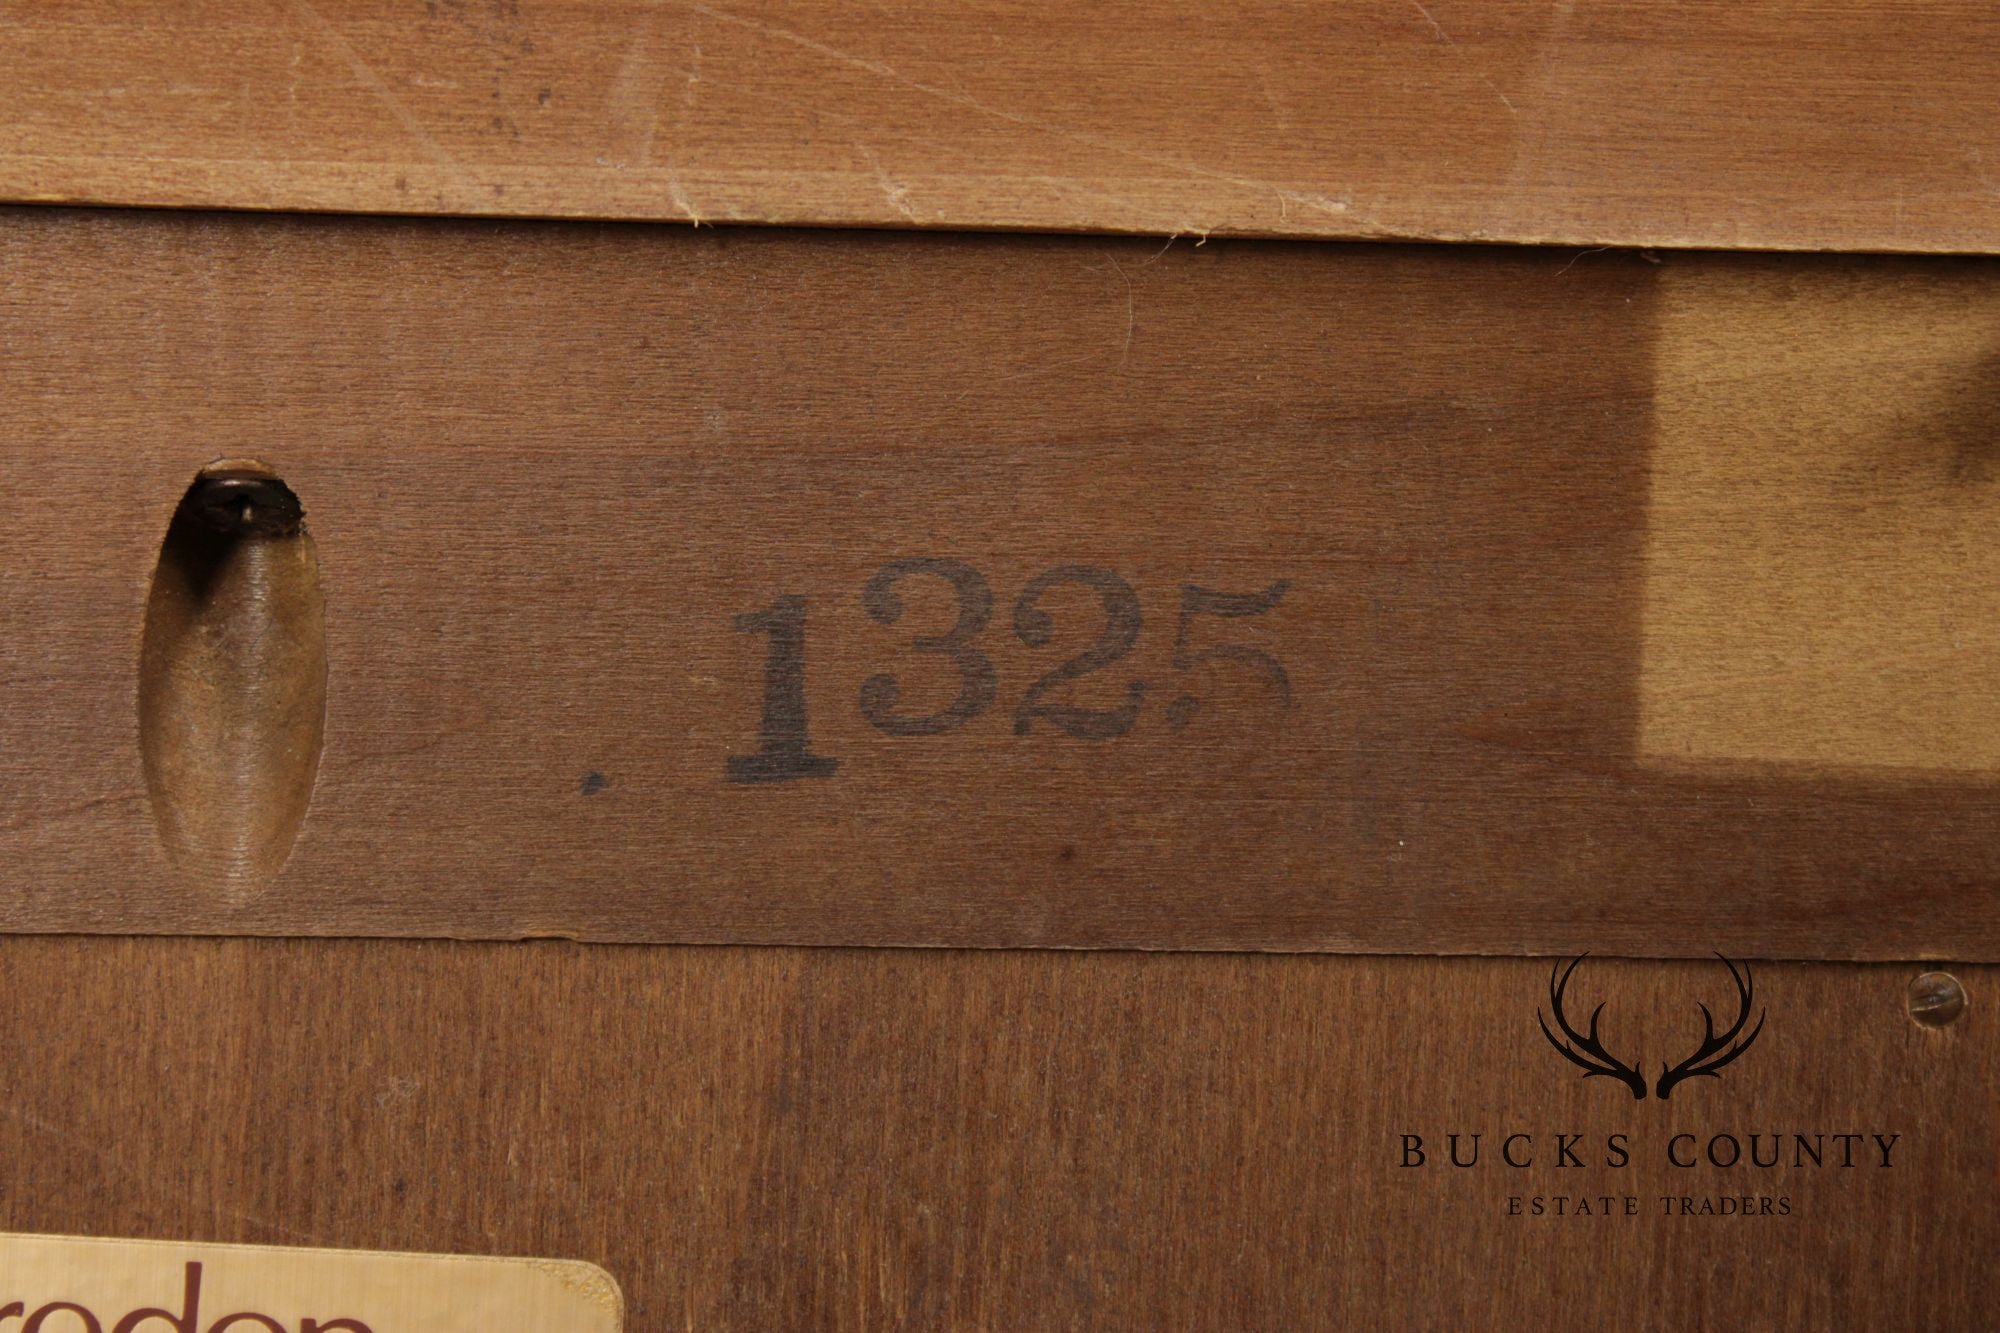 1325
BUCKS COUNTY
ESTATE TRADERS